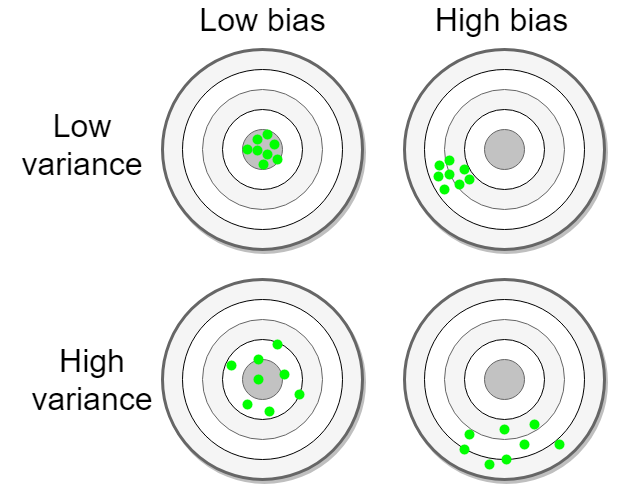 Low bias
High bias
Low
variance
High
variance